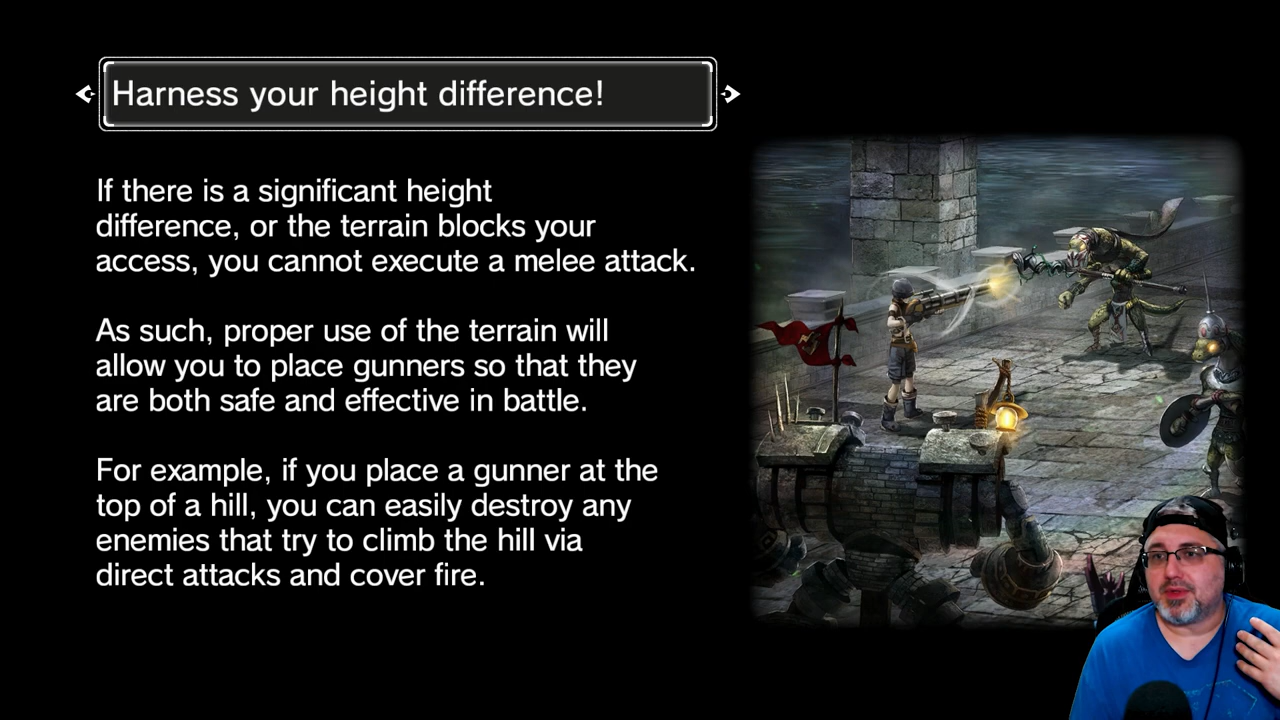 Harness your height difference!
If there is a significant height
difference, or the terrain blocks your
access, you cannot execute a melee attack.
As such, proper use of the terrain will
allow you to place gunners so that they
are both safe and effective in battle.
For example, if you place a gunner at the
top of a hill, you can easily destroy any
enemies that try to climb the hill via
direct attacks and cover fire.